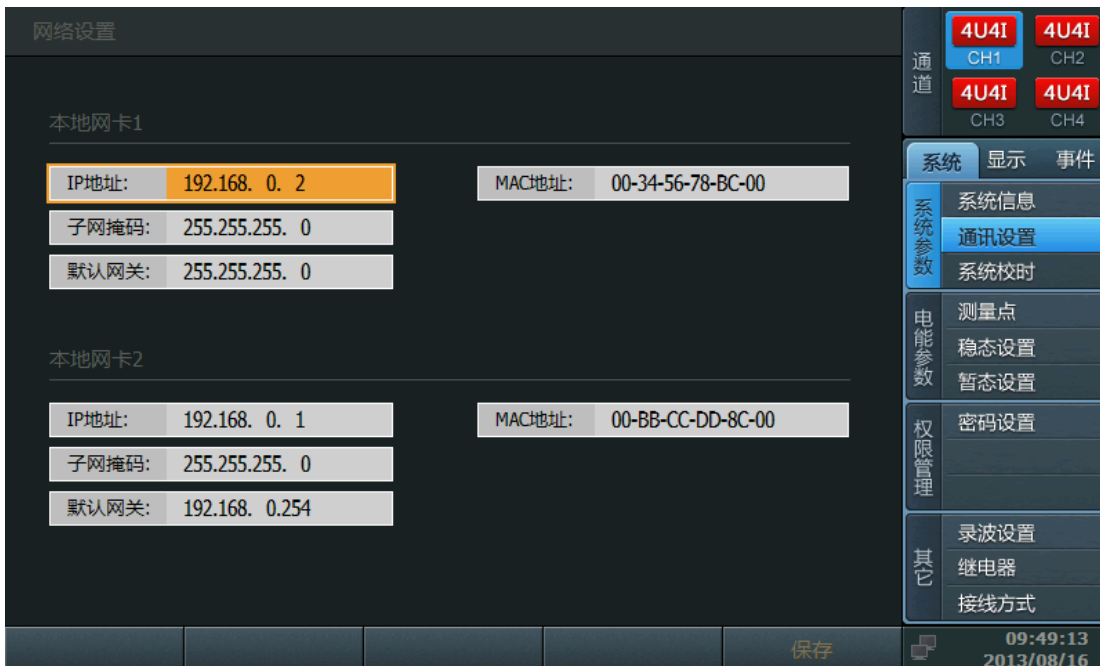 网络设置
本地网卡1
IP地址: 192.168. 0. 2 MAC地址: 00-34-56-78-BC-00
子网掩码: 255.255.255. 0
默认网关: 255.255.255. 0
本地网卡2
IP地址: 192.168. 0. 1 MAC地址: 00-BB-CC-DD-8C-00
子网掩码: 255.255.255. 0
默认网关: 192.168. 0.254
保存
通道
4U4I 4U4I
CH1 CH2
4U4I 4U4I
CH3 CH4
系统 显示 事件
系统参数
系统信息
通讯设置
系统校时
电能参数
测量点
稳态设置
暂态设置
权限管理
密码设置
其它
录波设置
继电器
接线方式
09:49:13
2013/08/16